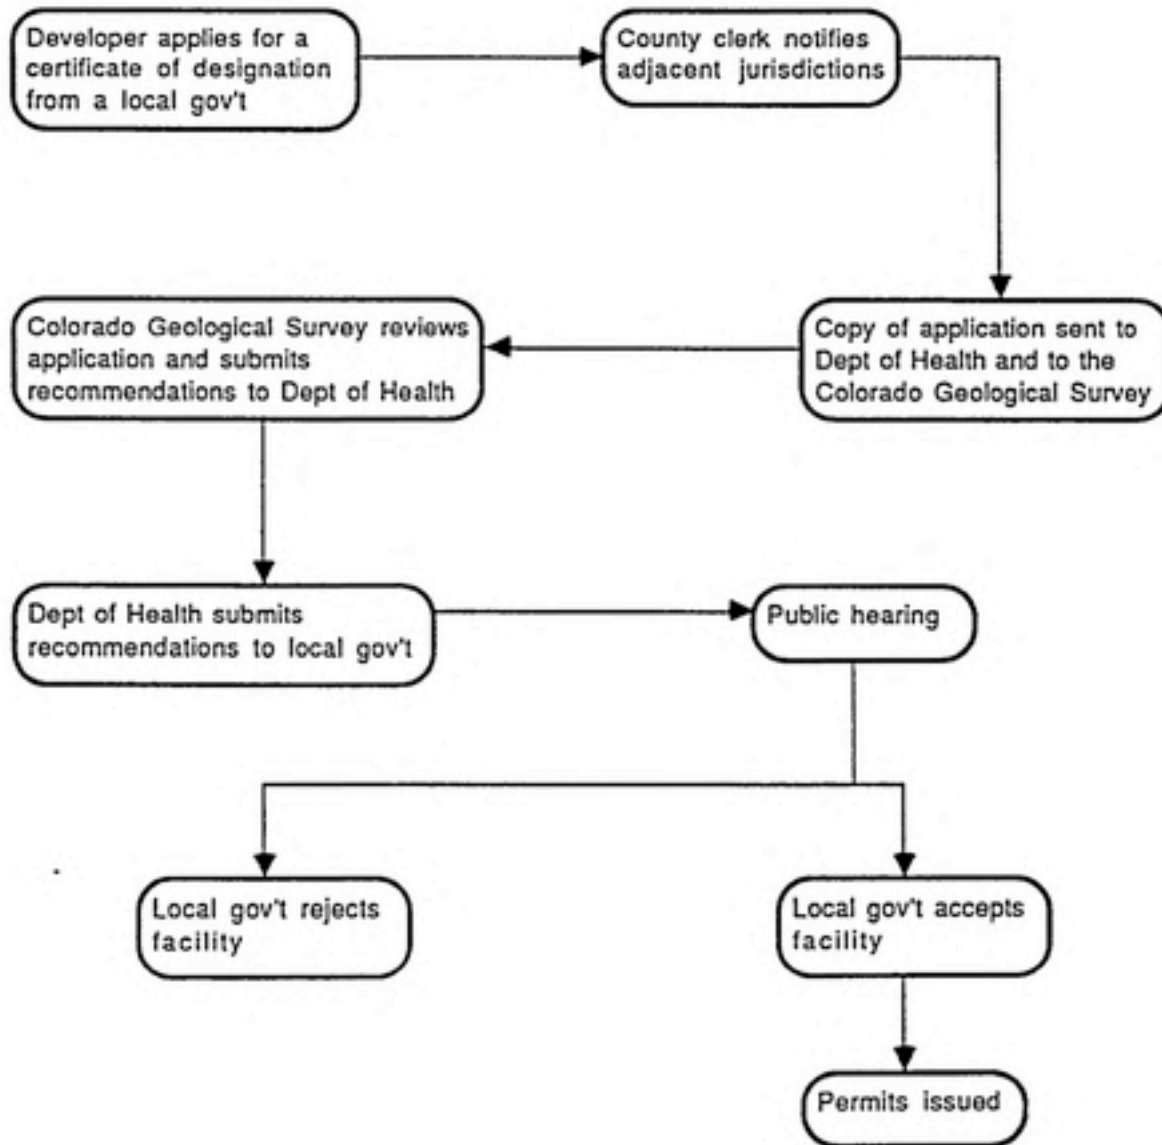 Developer applies for a
certificate of designation
from a local gov't
County clerk notifies
adjacent jurisdictions
Copy of application sent to
Dept of Health and to the
Colorado Geological Survey
Colorado Geological Survey reviews
application and submits
recommendations to Dept of Health
Dept of Health submits
recommendations to local gov't
Public hearing
Local gov't rejects
facility
Local gov't accepts
facility
Permits issued